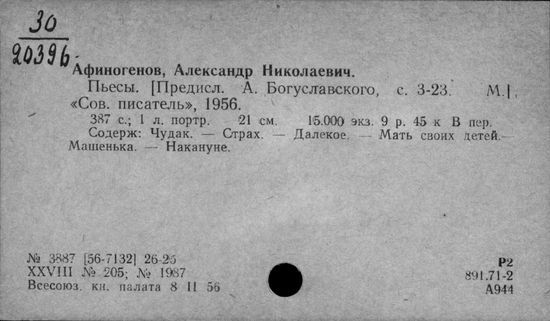 30
20396
Афиногенов, Александр Николаевич.
Пьесы. [Предисл. А. Богуславского, с. 3-23. М.],
«Сов. писатель», 1956.
387 с.; 1 л. портр. 21 см. 15.000 экз. 9 р. 45 к В пер.
Содерж: Чудак. — Страх. — Далекое. — Мать своих детей.—
Машенька. — Накануне.
№ 3887 [56-7132] 26-25
XXVIII № 205; № 1987
Всесоюз. кн. палата 8 II 56
Р2
891.71-2
А944